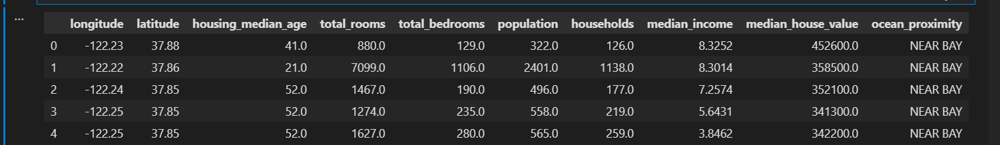 ...
longitude latitude housing_median_age total_rooms total_bedrooms population households median_income median_house_value ocean_proximity
0 -122.23 37.88 41.0 880.0 129.0 322.0 126.0 8.3252 452600.0 NEAR BAY
1 -122.22 37.86 21.0 7099.0 1106.0 2401.0 1138.0 8.3014 358500.0 NEAR BAY
2 -122.24 37.85 52.0 1467.0 190.0 496.0 177.0 7.2574 352100.0 NEAR BAY
3 -122.25 37.85 52.0 1274.0 235.0 558.0 219.0 5.6431 341300.0 NEAR BAY
4 -122.25 37.85 52.0 1627.0 280.0 565.0 259.0 3.8462 342200.0 NEAR BAY